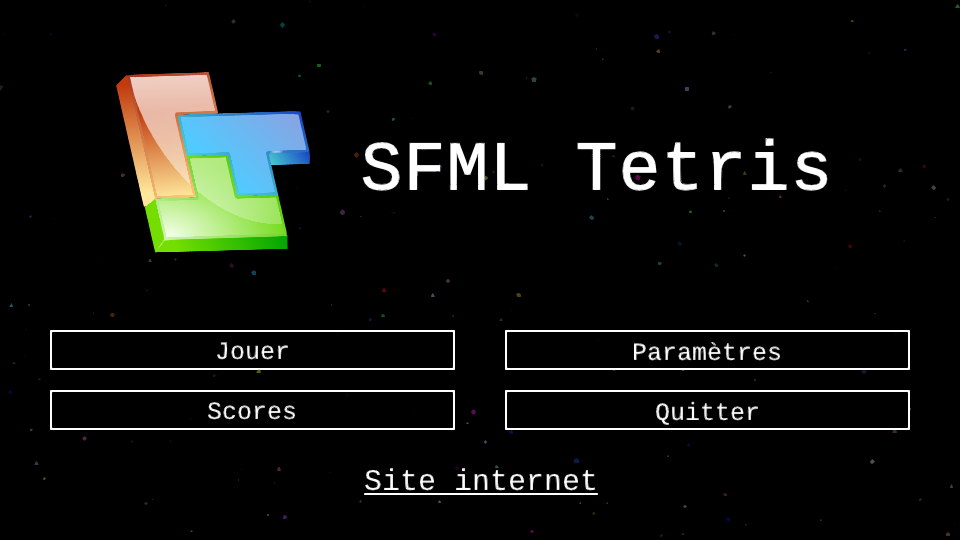 SFML Tetris
Jouer
Paramètres
Scores
Quitter
Site internet